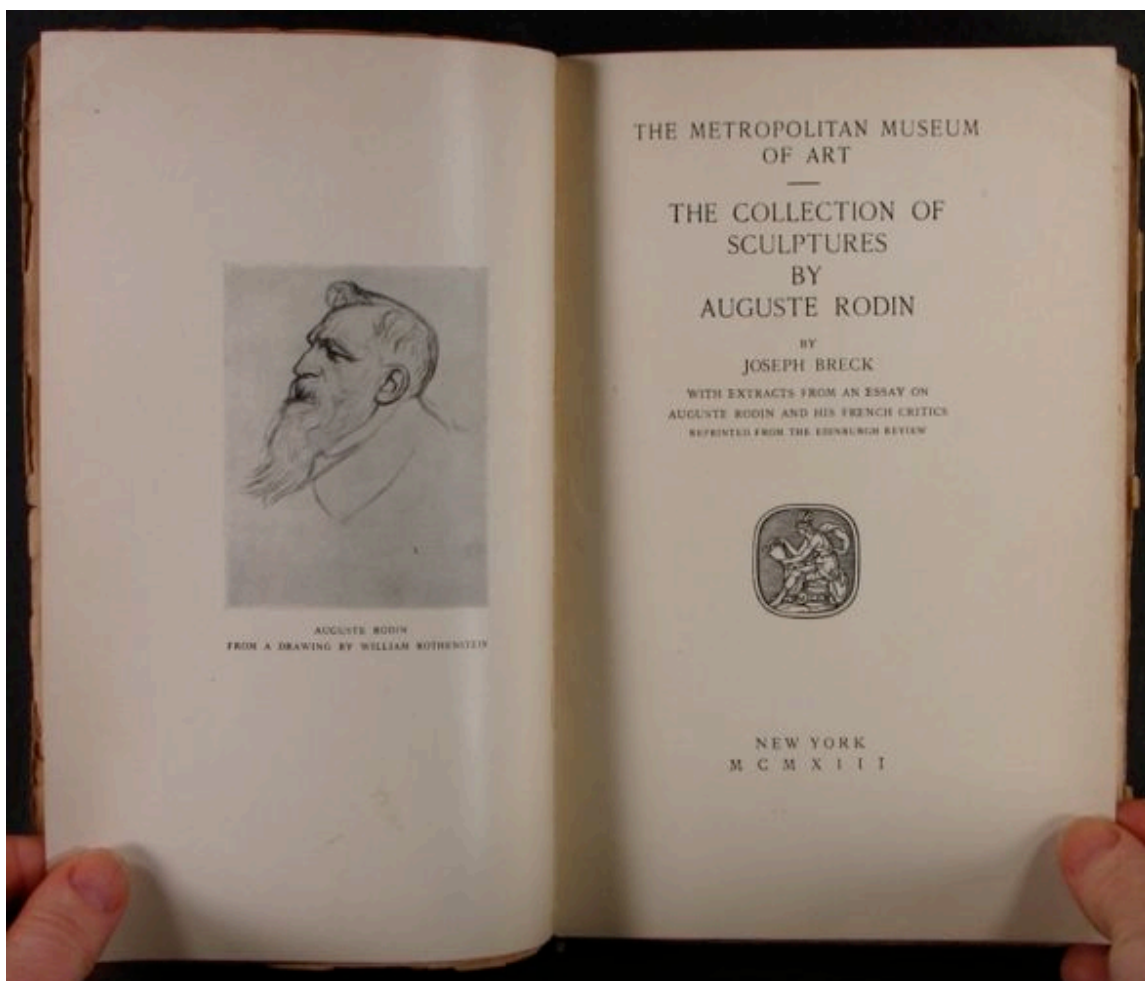 AUGUSTE RODIN
FROM A DRAWING BY WILLIAM ROTHENSTEIN
THE METROPOLITAN MUSEUM
OF ART
THE COLLECTION OF
SCULPTURES
BY
AUGUSTE RODIN
BY
JOSEPH BRECK
WITH EXTRACTS FROM AN ESSAY ON
AUGUSTE RODIN AND HIS FRENCH CRITICS
REPRINTED FROM THE EDINBURGH REVIEW
NEW YORK
MCMXIII